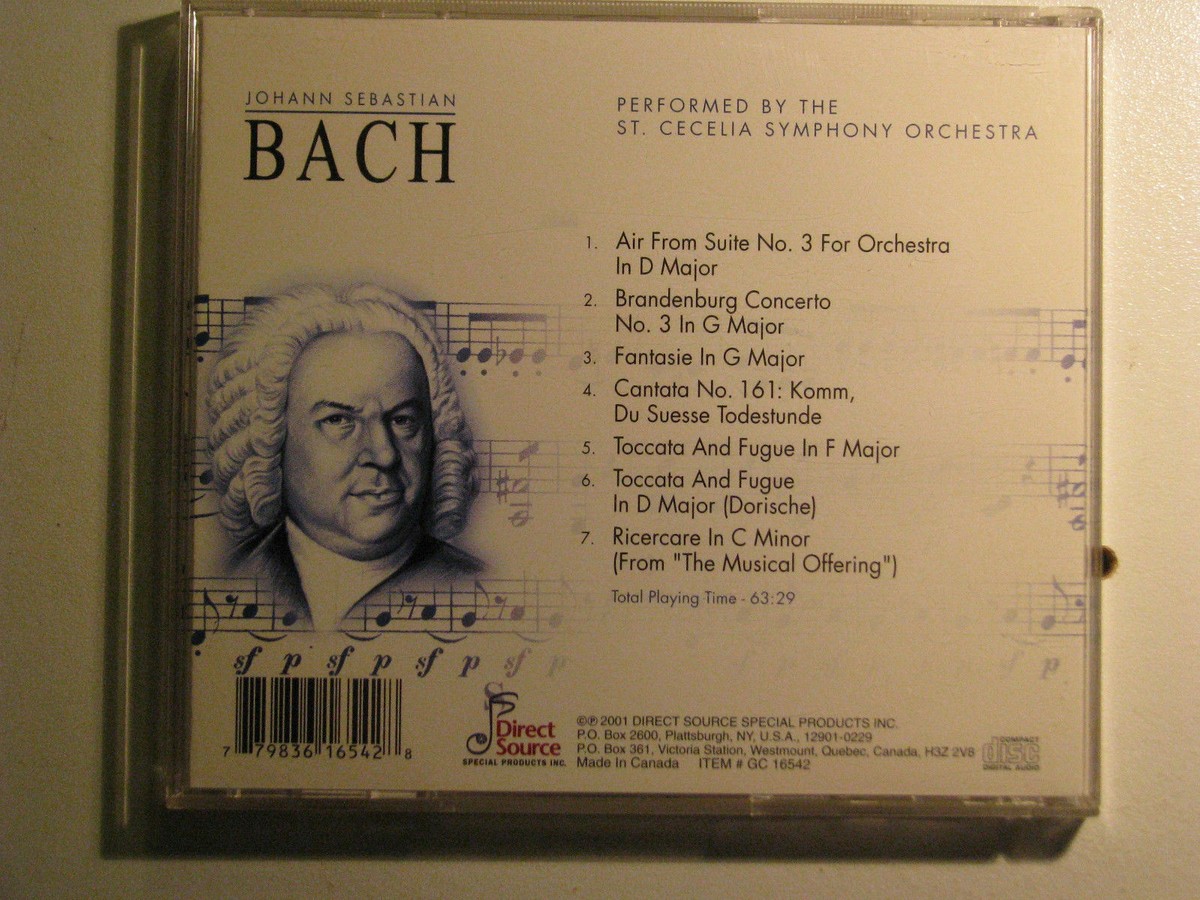 JOHANN SEBASTIAN
BACH
PERFORMED BY THE
ST. CECELIA SYMPHONY ORCHESTRA
1. Air From Suite No. 3 For Orchestra
In D Major
2. Brandenburg Concerto
No. 3 In G Major
3. Fantasie In G Major
4. Cantata No. 161: Komm,
Du Suesse Todestunde
5. Toccata And Fugue In F Major
6. Toccata And Fugue
In D Major (Dorische)
7. Ricercare In C Minor
(From "The Musical Offering")
Total Playing Time - 63:29
sf p sf p sf p sf p p
7 79836 16542 8
Direct
Source
SPECIAL PRODUCTS INC.
©℗ 2001 DIRECT SOURCE SPECIAL PRODUCTS INC.
P.O. Box 2600, Plattsburgh, NY, U.S.A., 12901-0229
P.O. Box 361, Victoria Station, Westmount, Quebec, Canada, H3Z 2V8
Made In Canada ITEM # GC 16542
COMPACT
disc
DIGITAL AUDIO